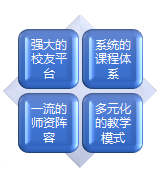 强大的
校友平
台
系统的
课程体
系
一流的
师资阵
容
多元化
的教学
模式